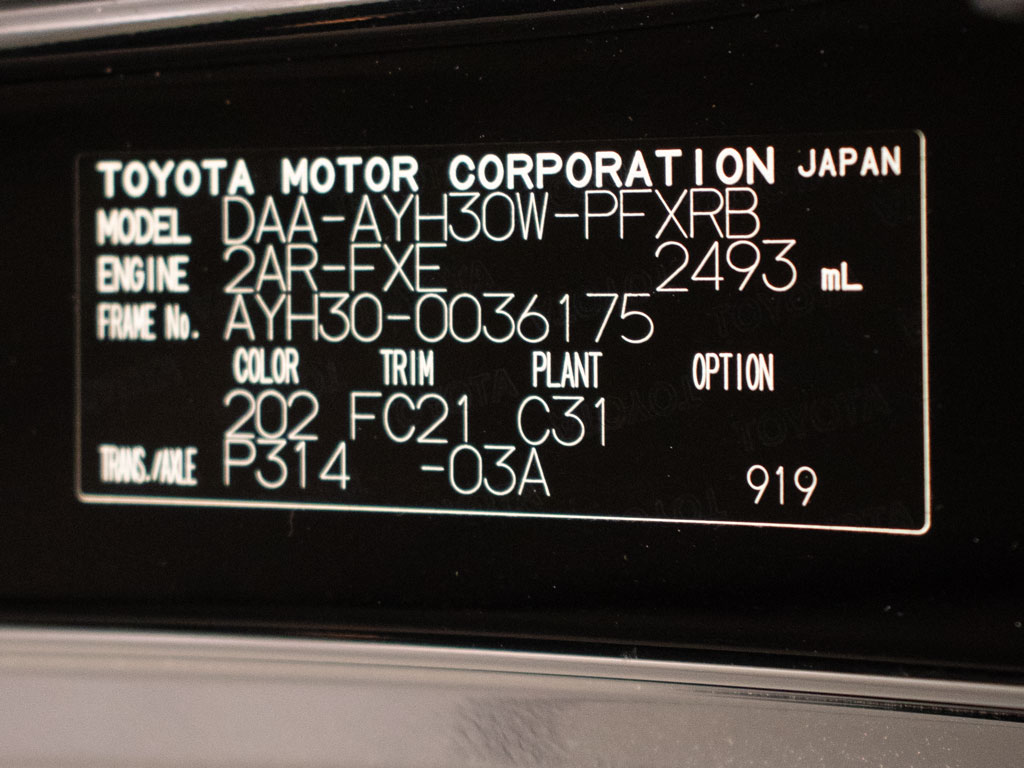 TOYOTA MOTOR CORPORATION JAPAN
MODEL DAA-AYH30W-PFXRB
ENGINE 2AR-FXE 2493 mL
FRAME No. AYH30-0036175
COLOR TRIM PLANT OPTION
202 FC21 C31
TRANS./AXLE P314 -03A 919